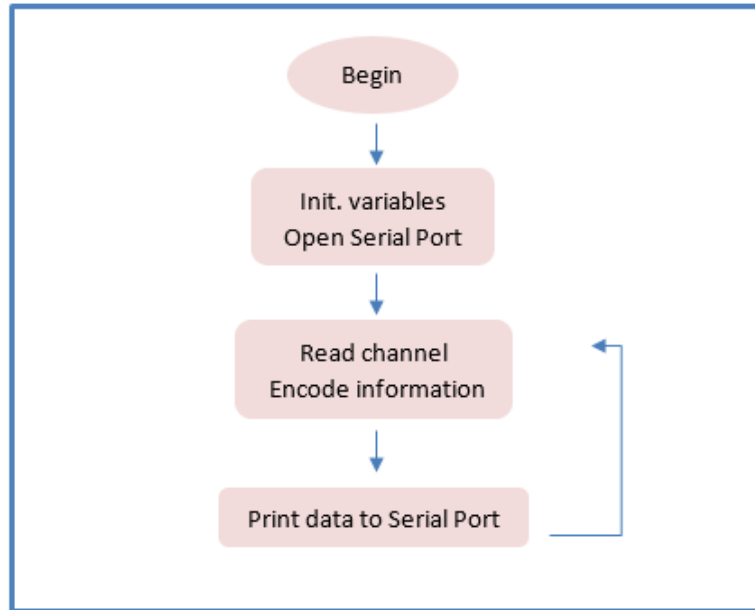 Begin
Init. variables
Open Serial Port
Read channel
Encode information
Print data to Serial Port